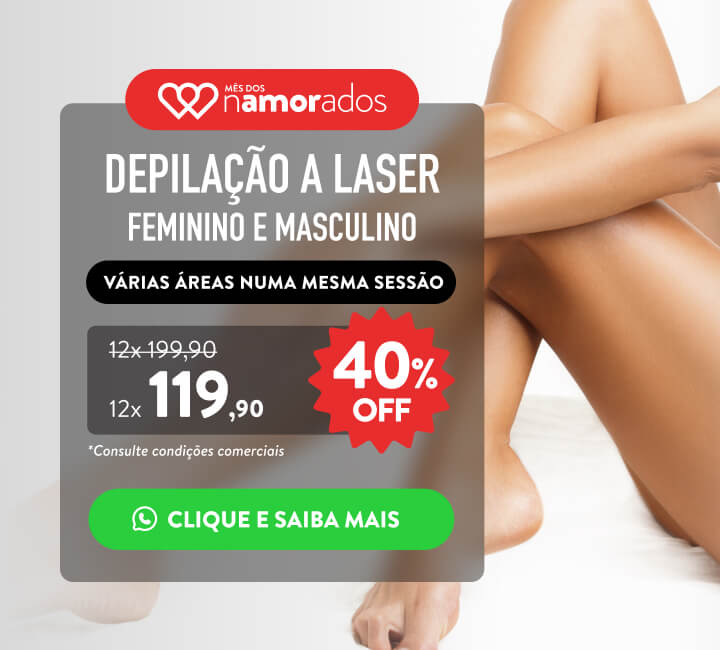 MÊS DOS
namorados
DEPILAÇÃO A LASER
FEMININO E MASCULINO
VÁRIAS ÁREAS NUMA MESMA SESSÃO
12x 199,90
12x 119,90
40%
OFF
*Consulte condições comerciais
CLIQUE E SAIBA MAIS